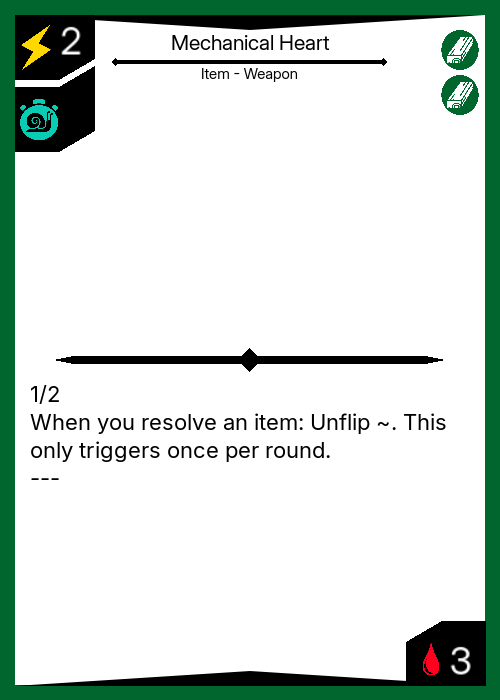 2
Mechanical Heart
Item - Weapon
1/2
When you resolve an item: Unflip ~. This
only triggers once per round.
---
3